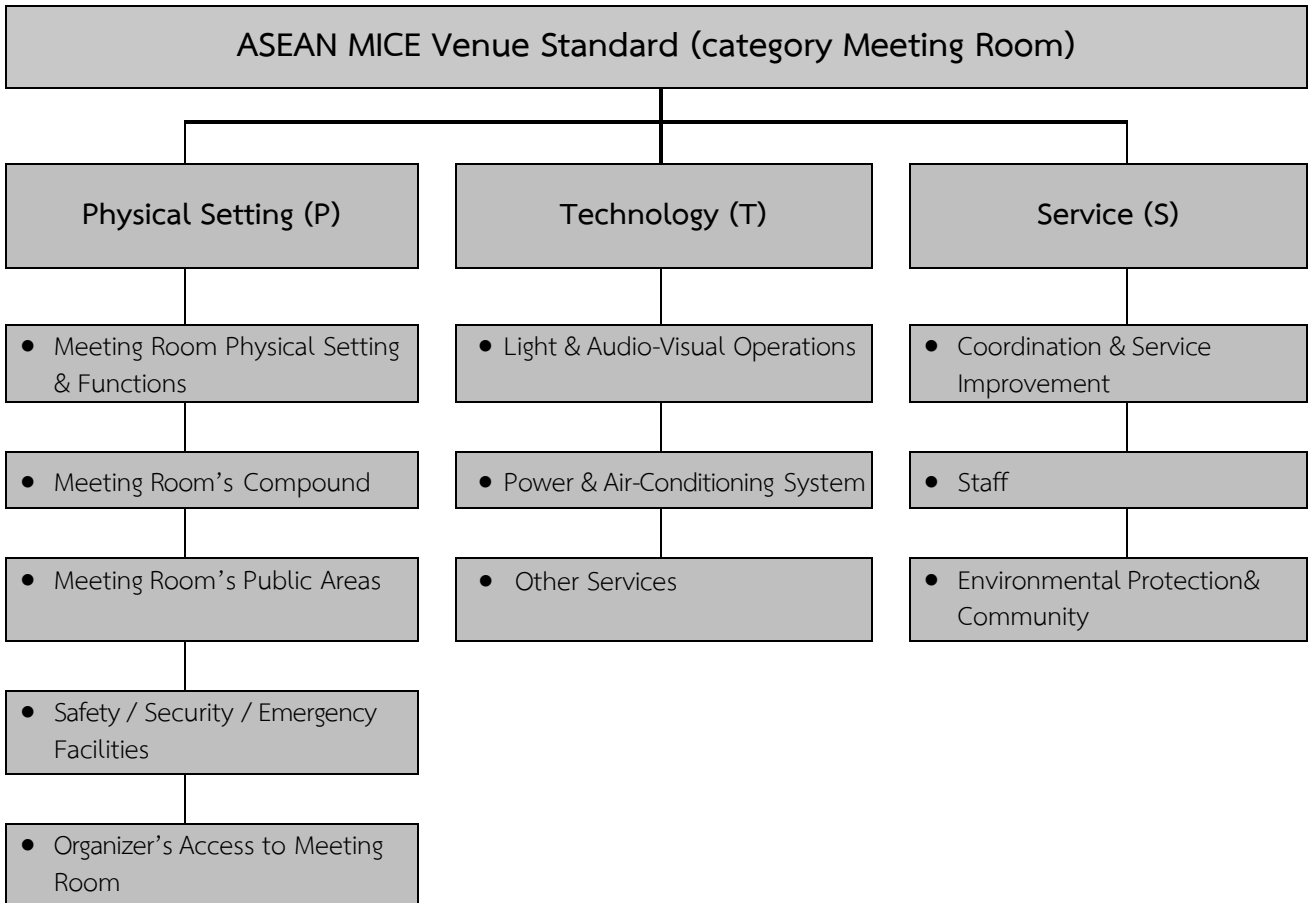 ASEAN MICE Venue Standard (category Meeting Room)
Physical Setting (P)
• Meeting Room Physical Setting
& Functions
• Meeting Room's Compound
• Meeting Room's Public Areas
• Safety / Security / Emergency
Facilities
• Organizer's Access to Meeting
Room
Technology (T)
• Light & Audio-Visual Operations
• Power & Air-Conditioning System
• Other Services
Service (S)
• Coordination & Service
Improvement
• Staff
• Environmental Protection&
Community